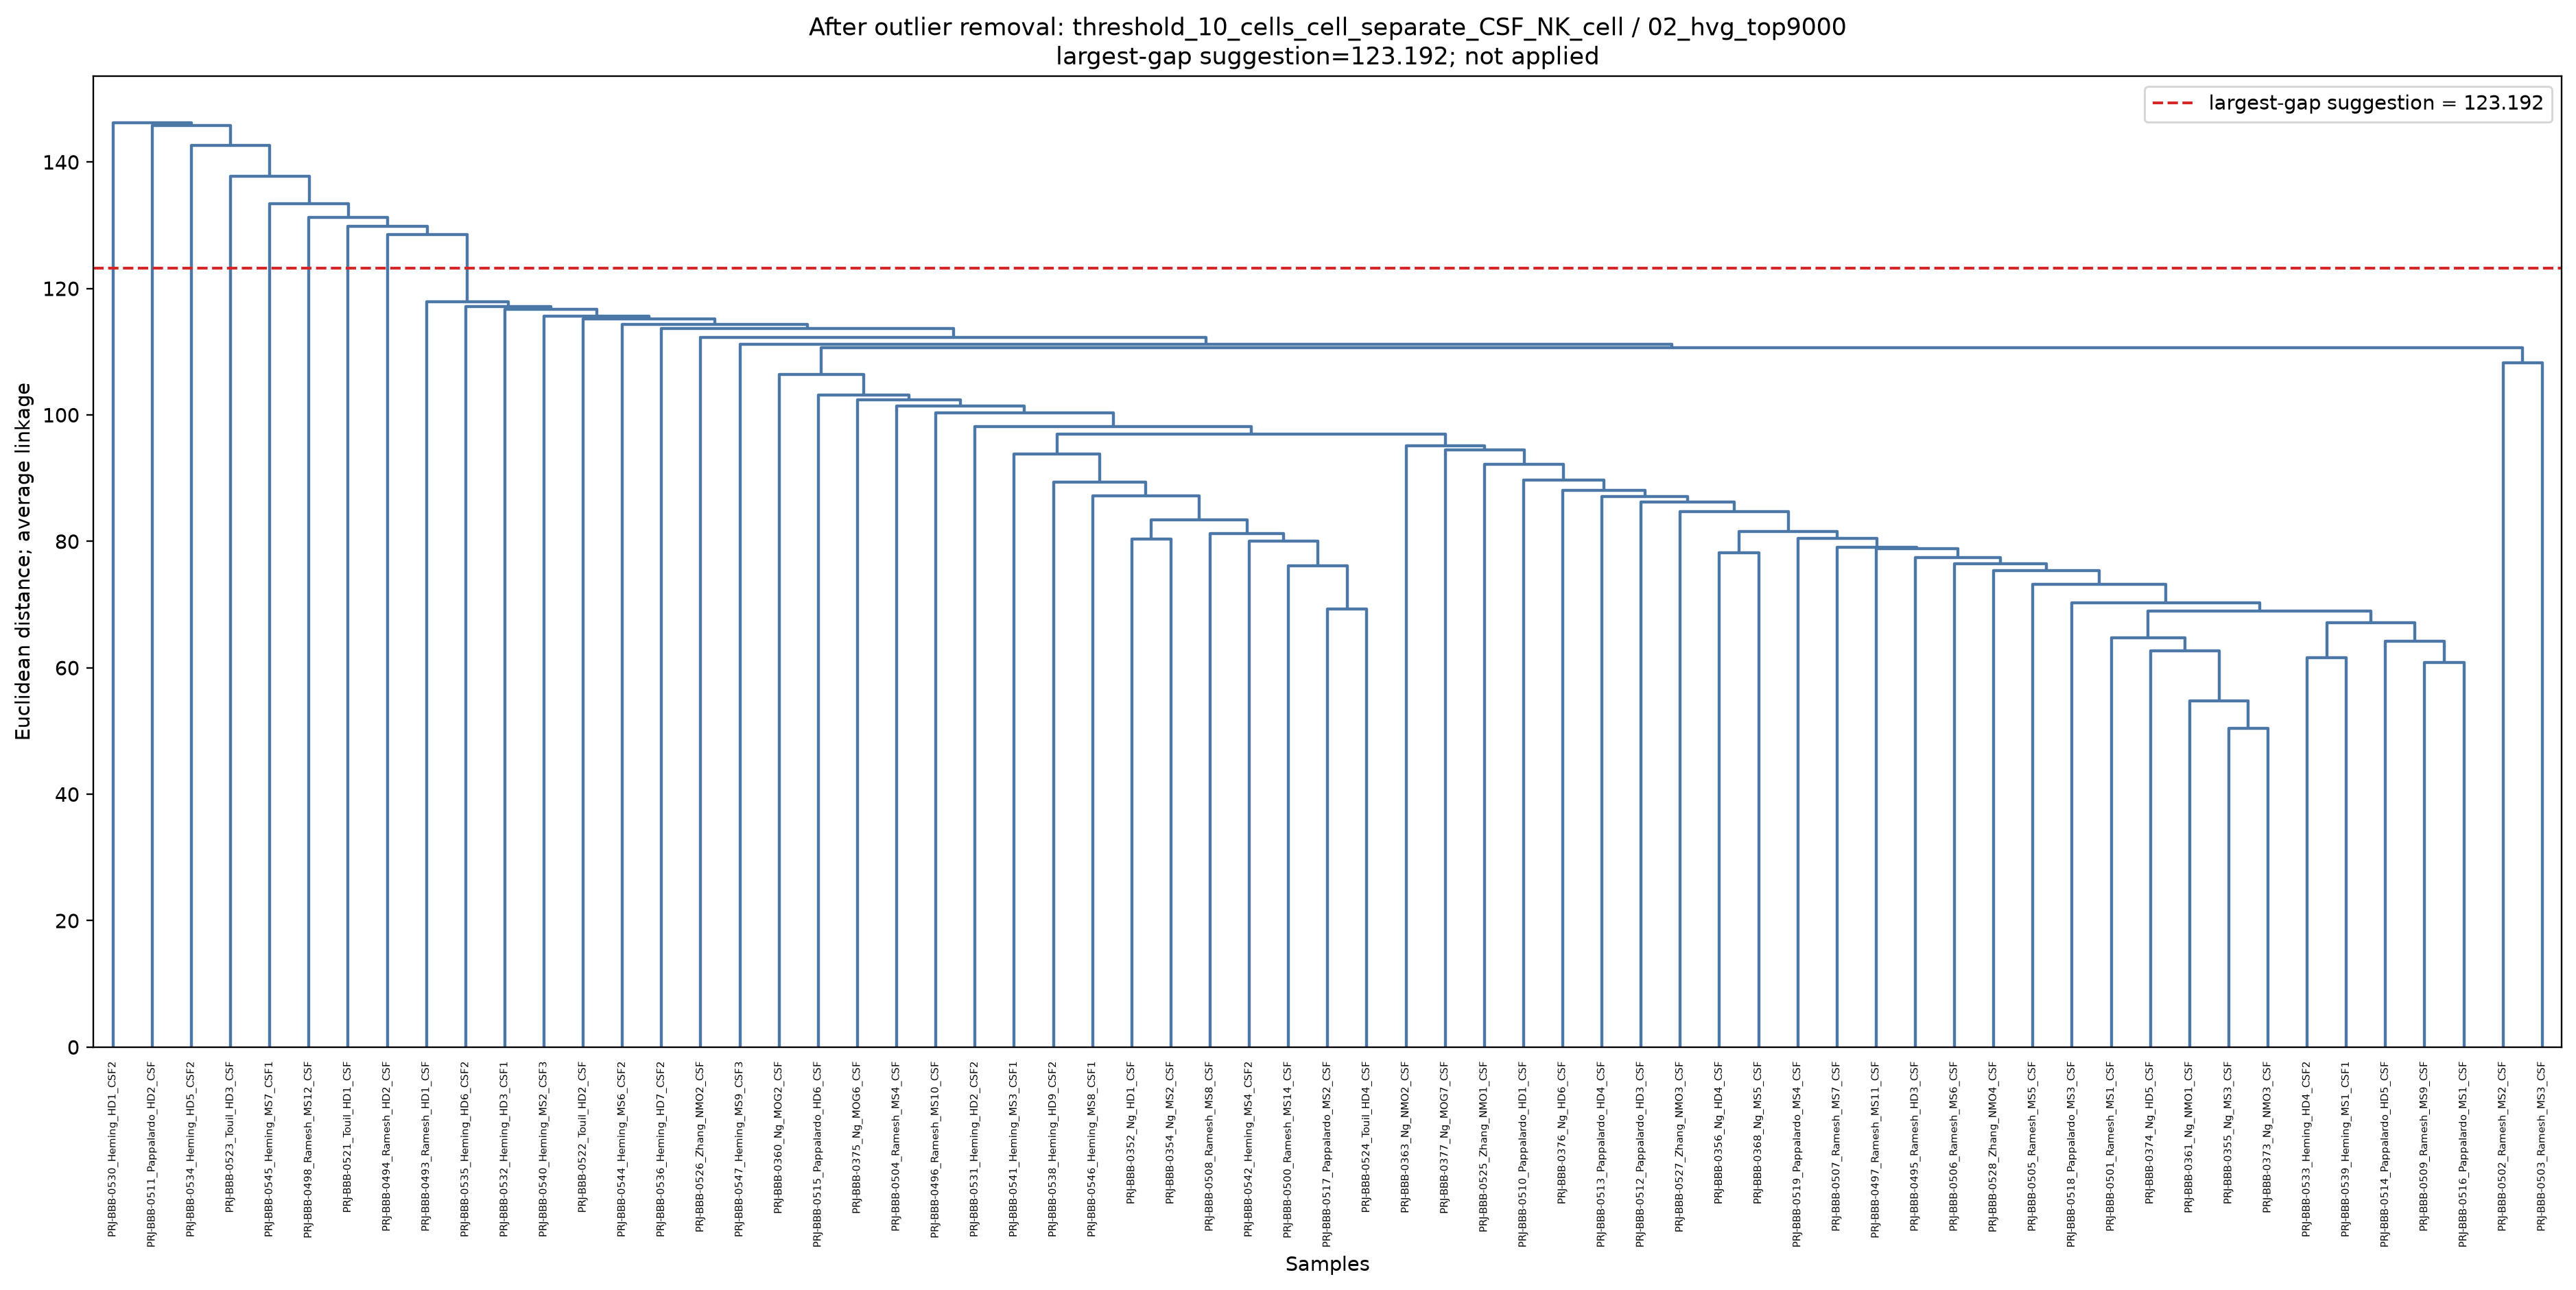 After outlier removal: threshold_10_cells_cell_separate_CSF_NK_cell / 02_hvg_top9000
largest-gap suggestion=123.192; not applied
largest-gap suggestion = 123.192
Euclidean distance; average linkage
140
120
100
80
60
40
20
0
PRJ-BBB-0530_Heming_HD1_CSF2
PRJ-BBB-0511_Pappalardo_HD2_CSF
PRJ-BBB-0534_Heming_HD5_CSF2
PRJ-BBB-0523_Touil_HD3_CSF
PRJ-BBB-0545_Heming_MS7_CSF1
PRJ-BBB-0498_Ramesh_MS12_CSF
PRJ-BBB-0521_Touil_HD1_CSF
PRJ-BBB-0494_Ramesh_HD2_CSF
PRJ-BBB-0493_Ramesh_HD1_CSF
PRJ-BBB-0535_Heming_HD6_CSF2
PRJ-BBB-0532_Heming_HD3_CSF1
PRJ-BBB-0540_Heming_MS2_CSF3
PRJ-BBB-0522_Touil_HD2_CSF
PRJ-BBB-0544_Heming_MS6_CSF2
PRJ-BBB-0536_Heming_HD7_CSF2
PRJ-BBB-0526_Zhang_NMO2_CSF
PRJ-BBB-0547_Heming_MS9_CSF3
PRJ-BBB-0360_Ng_MOG2_CSF
PRJ-BBB-0515_Pappalardo_HD6_CSF
PRJ-BBB-0375_Ng_MOG6_CSF
PRJ-BBB-0504_Ramesh_MS4_CSF
PRJ-BBB-0496_Ramesh_MS10_CSF
PRJ-BBB-0531_Heming_HD2_CSF2
PRJ-BBB-0541_Heming_MS3_CSF1
PRJ-BBB-0538_Heming_HD9_CSF2
PRJ-BBB-0546_Heming_MS8_CSF1
PRJ-BBB-0352_Ng_HD1_CSF
PRJ-BBB-0354_Ng_MS2_CSF
PRJ-BBB-0508_Ramesh_MS8_CSF
PRJ-BBB-0542_Heming_MS4_CSF2
PRJ-BBB-0500_Ramesh_MS14_CSF
PRJ-BBB-0517_Pappalardo_MS2_CSF
PRJ-BBB-0524_Touil_HD4_CSF
PRJ-BBB-0363_Ng_NMO2_CSF
PRJ-BBB-0377_Ng_MOG7_CSF
PRJ-BBB-0525_Zhang_NMO1_CSF
PRJ-BBB-0510_Pappalardo_HD1_CSF
PRJ-BBB-0376_Ng_HD6_CSF
PRJ-BBB-0513_Pappalardo_HD4_CSF
PRJ-BBB-0512_Pappalardo_HD3_CSF
PRJ-BBB-0527_Zhang_NMO3_CSF
PRJ-BBB-0356_Ng_HD4_CSF
PRJ-BBB-0368_Ng_MS5_CSF
PRJ-BBB-0519_Pappalardo_MS4_CSF
PRJ-BBB-0507_Ramesh_MS7_CSF
PRJ-BBB-0497_Ramesh_MS11_CSF
PRJ-BBB-0495_Ramesh_HD3_CSF
PRJ-BBB-0506_Ramesh_MS6_CSF
PRJ-BBB-0528_Zhang_NMO4_CSF
PRJ-BBB-0505_Ramesh_MS5_CSF
PRJ-BBB-0518_Pappalardo_MS3_CSF
PRJ-BBB-0501_Ramesh_MS1_CSF
PRJ-BBB-0374_Ng_HD5_CSF
PRJ-BBB-0361_Ng_NMO1_CSF
PRJ-BBB-0355_Ng_MS3_CSF
PRJ-BBB-0373_Ng_NMO3_CSF
PRJ-BBB-0533_Heming_HD4_CSF2
PRJ-BBB-0539_Heming_MS1_CSF1
PRJ-BBB-0514_Pappalardo_HD5_CSF
PRJ-BBB-0509_Ramesh_MS9_CSF
PRJ-BBB-0516_Pappalardo_MS1_CSF
PRJ-BBB-0502_Ramesh_MS2_CSF
PRJ-BBB-0503_Ramesh_MS3_CSF
Samples